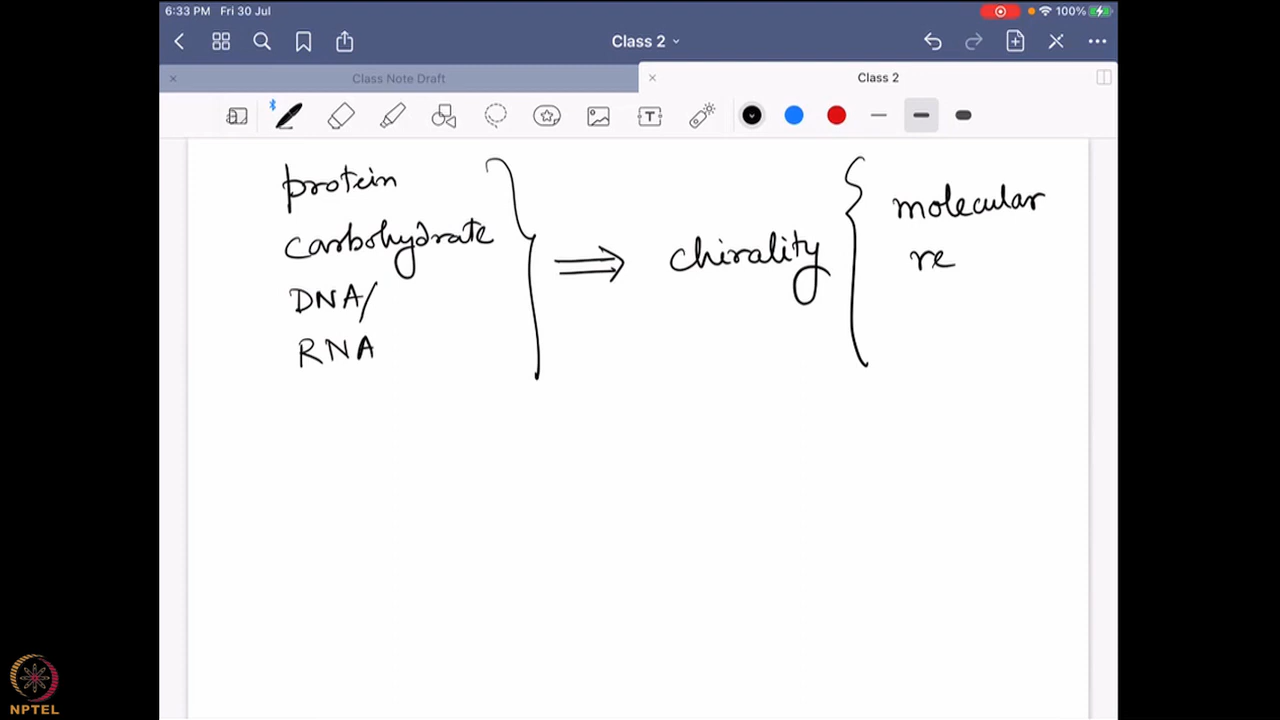 6:33 PM Fri 30 Jul
100%
Class 2
Class Note Draft
Class 2
T
protein
carbohydrate
DNA/
RNA
chirality
molecular
re
NPTEL